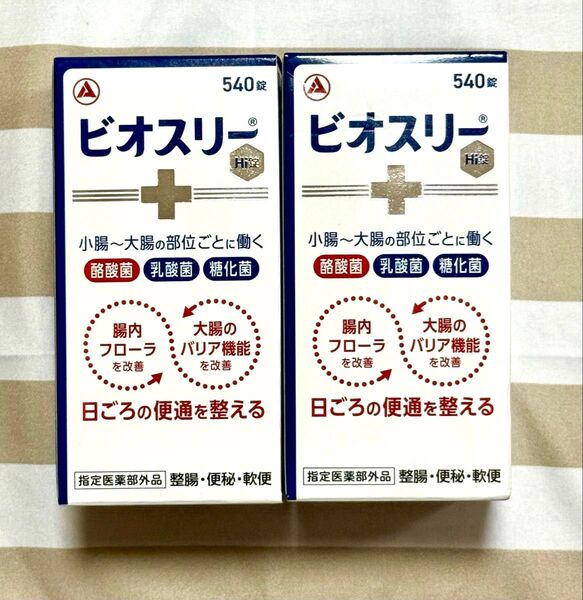 540錠
ビオスリー®
Hi錠
小腸~大腸の部位ごとに働く
酪酸菌 乳酸菌 糖化菌
腸内
フローラ
を改善
大腸の
バリア機能
を改善
日ごろの便通を整える
指定医薬部外品 整腸・便秘・軟便
540錠
ビオスリー®
Hi錠
小腸~大腸の部位ごとに働く
酪酸菌 乳酸菌 糖化菌
腸内
フローラ
を改善
大腸の
バリア機能
を改善
日ごろの便通を整える
指定医薬部外品 整腸・便秘・軟便